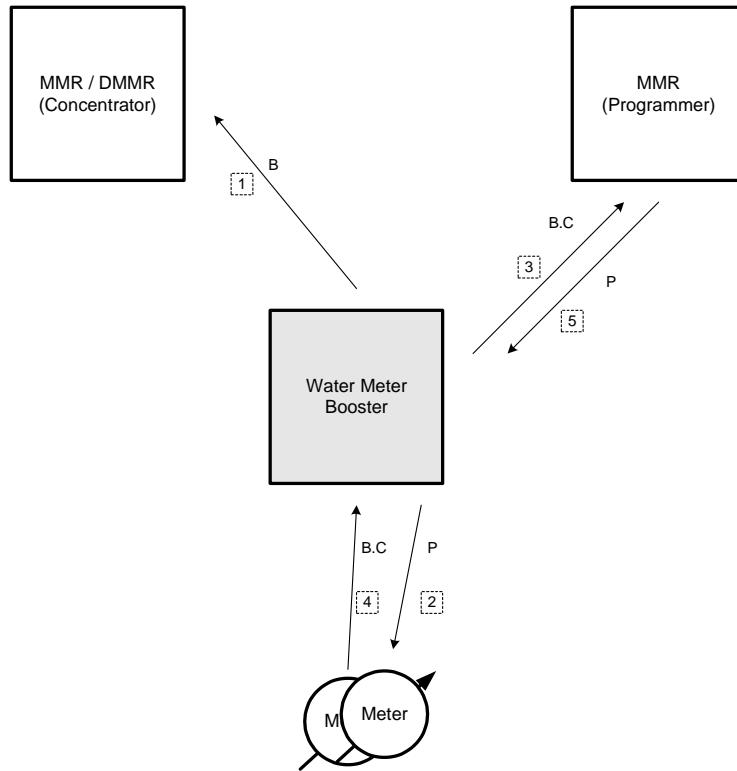 MMR / DMMR
(Concentrator)
MMR
(Programmer)
B
1
B.C
3
P
5
Water Meter
Booster
B.C
P
4
2
M
Meter